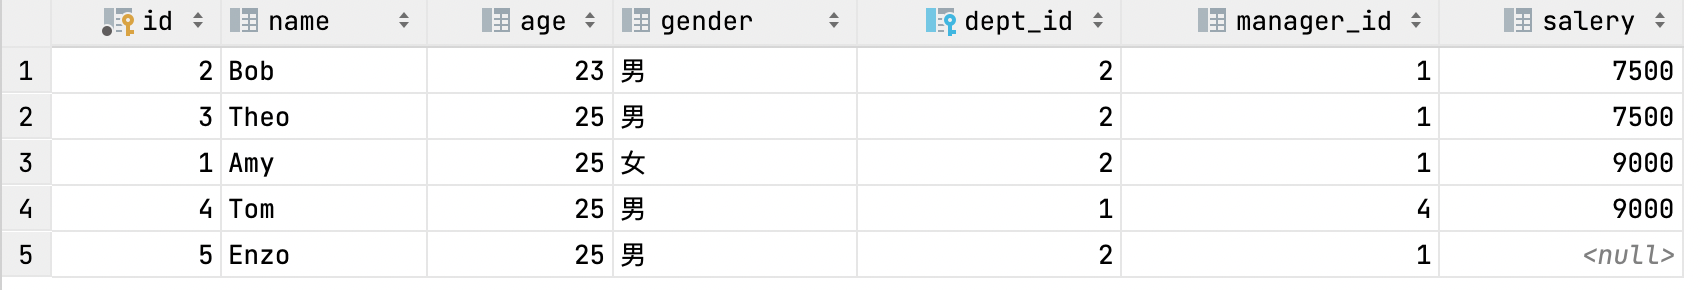 id name age gender dept_id manager_id salery
1 2 Bob 23 男 2 1 7500
2 3 Theo 25 男 2 1 7500
3 1 Amy 25 女 2 1 9000
4 4 Tom 25 男 1 4 9000
5 5 Enzo 25 男 2 1 <null>